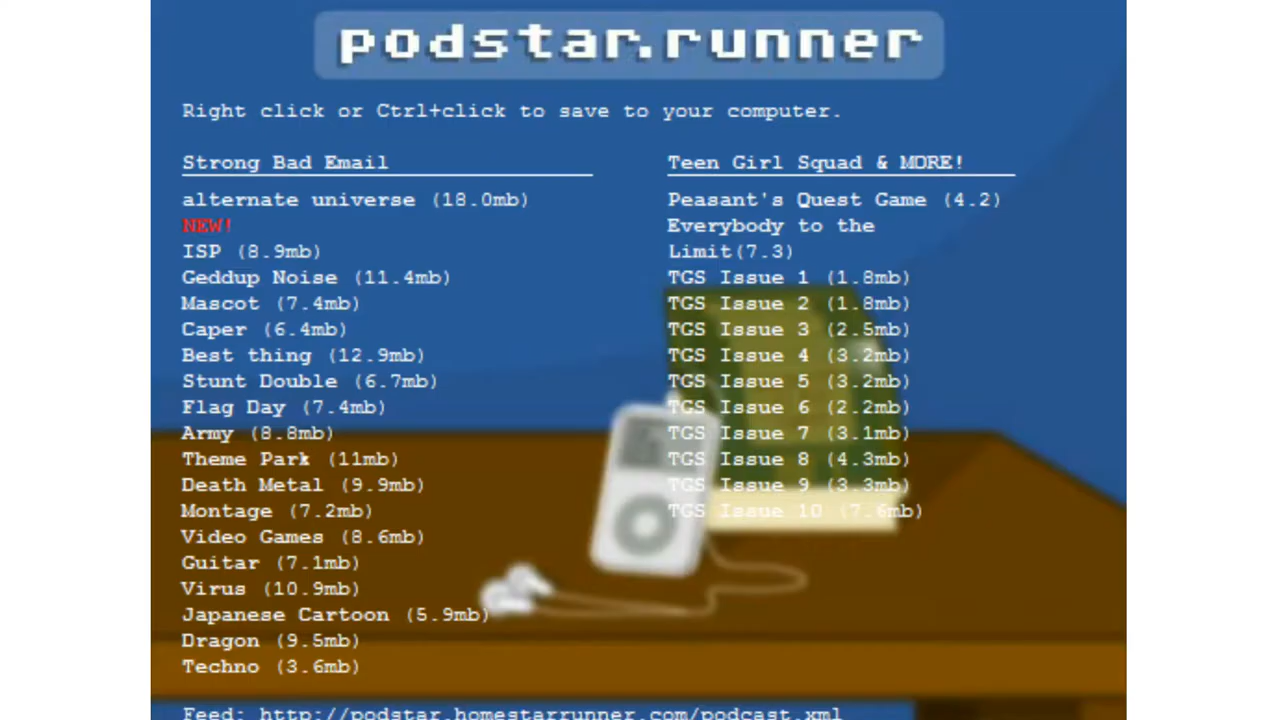 podstar.runner
Right click or Ctrl+click to save to your computer.
Strong Bad Email
alternate universe (18.0mb)
NEW!
ISP (8.9mb)
Geddup Noise (11.4mb)
Mascot (7.4mb)
Caper (6.4mb)
Best thing (12.9mb)
Stunt Double (6.7mb)
Flag Day (7.4mb)
Army (8.8mb)
Theme Park (11mb)
Death Metal (9.9mb)
Montage (7.2mb)
Video Games (8.6mb)
Guitar (7.1mb)
Virus (10.9mb)
Japanese Cartoon (5.9mb)
Dragon (9.5mb)
Techno (3.6mb)
Teen Girl Squad & MORE!
Peasant's Quest Game (4.2)
Everybody to the
Limit(7.3)
TGS Issue 1 (1.8mb)
TGS Issue 2 (1.8mb)
TGS Issue 3 (2.5mb)
TGS Issue 4 (3.2mb)
TGS Issue 5 (3.2mb)
TGS Issue 6 (2.2mb)
TGS Issue 7 (3.1mb)
TGS Issue 8 (4.3mb)
TGS Issue 9 (3.3mb)
TGS Issue 10 (7.6mb)
Feed: http://podstar.homestarrunner.com/podcast.xml